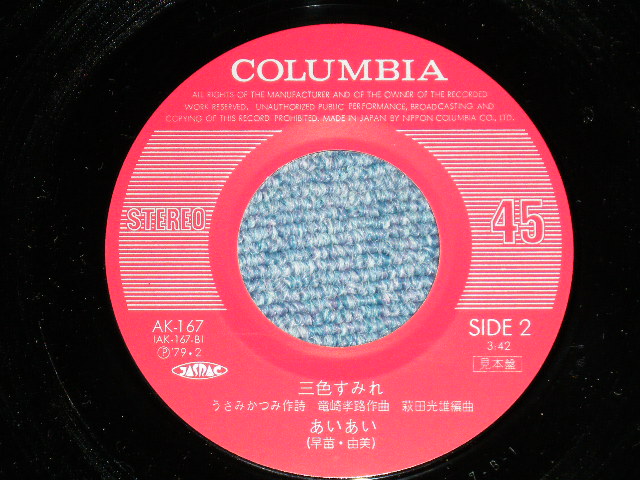 COLUMBIA
ALL RIGHTS OF THE MANUFACTURER AND OF THE OWNER OF THE RECORDED
WORK RESERVED. UNAUTHORIZED PUBLIC PERFORMANCE, BROADCASTING AND
COPYING OF THIS RECORD PROHIBITED. MADE IN JAPAN BY NIPPON COLUMBIA CO., LTD.
STEREO
45
AK-167
(AK-167-B)
Ⓟ'79・2
JASRAC
SIDE 2
3:42
見本盤
三色すみれ
うさみかつみ作詩 竜崎孝路作曲 萩田光雄編曲
あいあい
(早苗・由美)